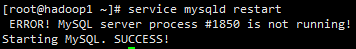 [root@hadoop1 ~]# service mysqld restart
ERROR! MySQL server process #1850 is not running!
Starting MySQL. SUCCESS!